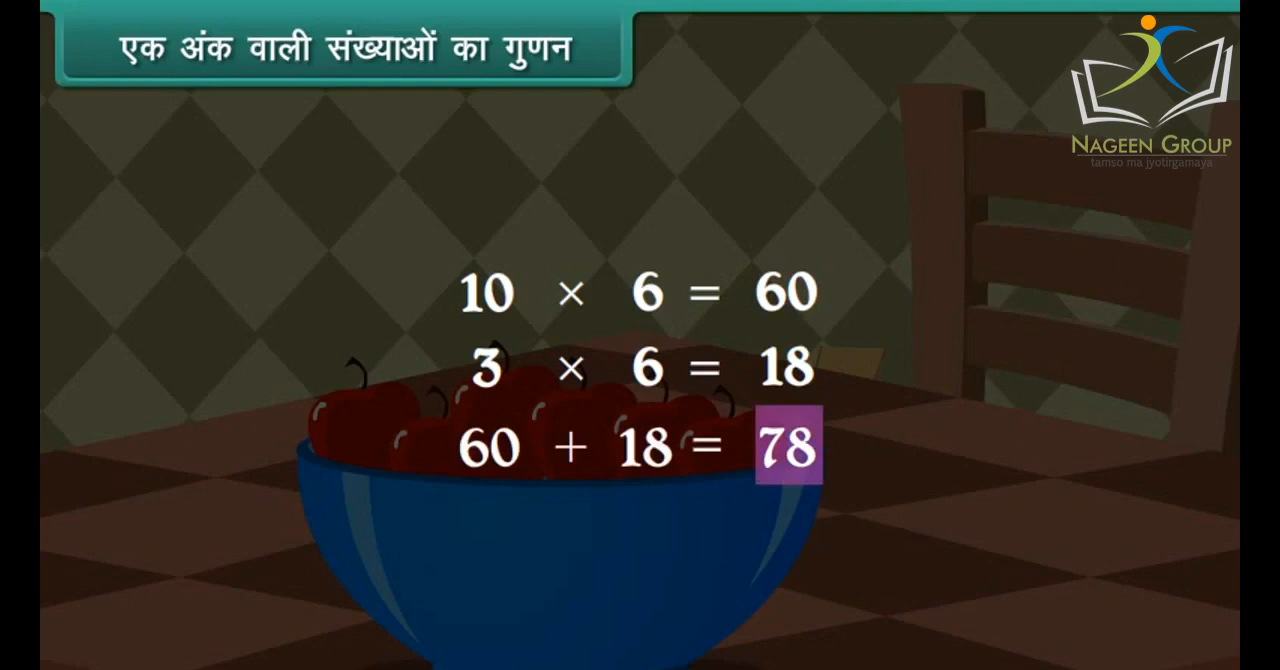 एक अंक वाली संख्याओं का गुणन
NAGEEN GROUP
tamso ma jyotirgamaya
10 × 6 = 60
3 × 6 = 18
60 + 18 = 78